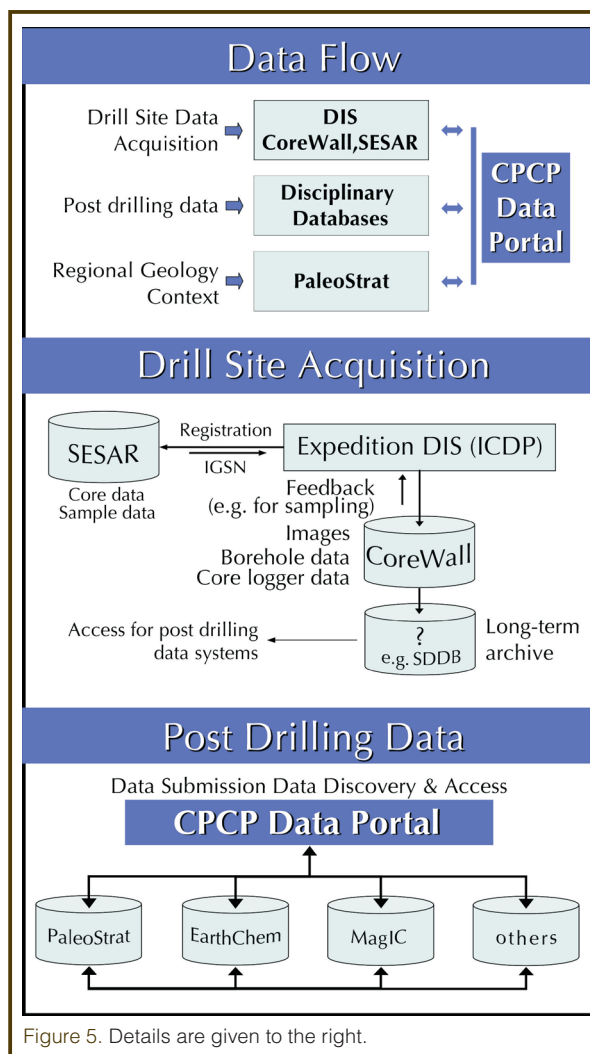 Data Flow
Drill Site Data
Acquisition
DIS
CoreWall,SESAR
Post drilling data
Disciplinary
Databases
Regional Geology
Context
PaleoStrat
CPCP
Data
Portal
Drill Site Acquisition
SESAR
Core data
Sample data
Registration
IGSN
Expedition DIS (ICDP)
Feedback
(e.g. for sampling)
Images
Borehole data
Core logger data
CoreWall
Access for post drilling
data systems
?
e.g. SDDB
Long-term
archive
Post Drilling Data
Data Submission Data Discovery & Access
CPCP Data Portal
PaleoStrat
EarthChem
MagIC
others
Figure 5. Details are given to the right.